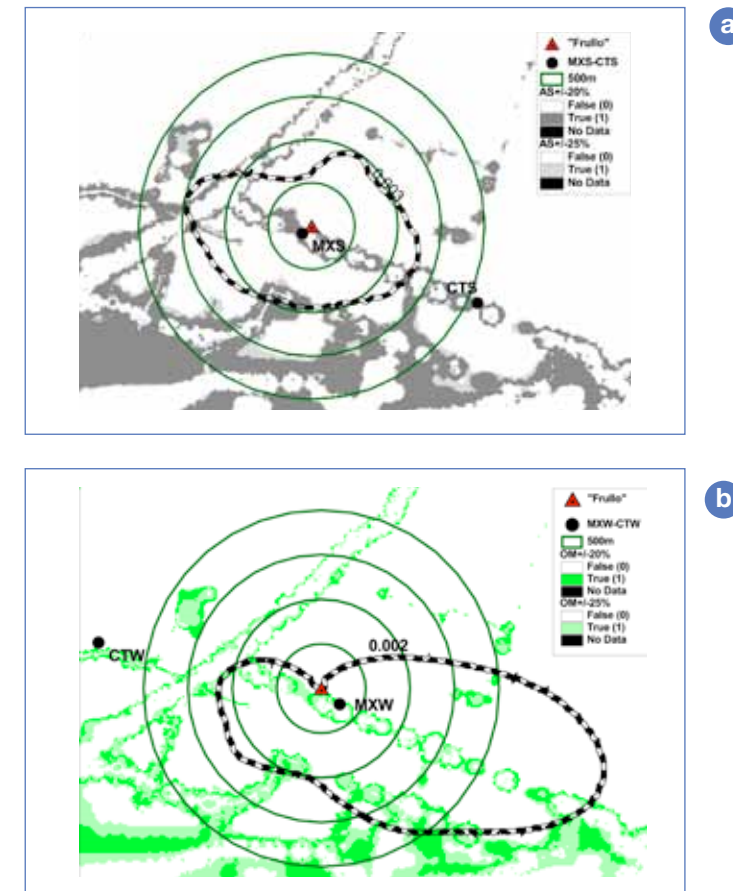 a
"Frullo"
MXS-CTS
500m
AS+/-20%
False (0)
True (1)
No Data
AS+/-25%
False (0)
True (1)
No Data
MXS
CTS
b
"Frullo"
MXW-CTW
500m
OM+/-20%
False (0)
True (1)
No Data
OM+/-25%
False (0)
True (1)
No Data
0.002
CTW
MXW